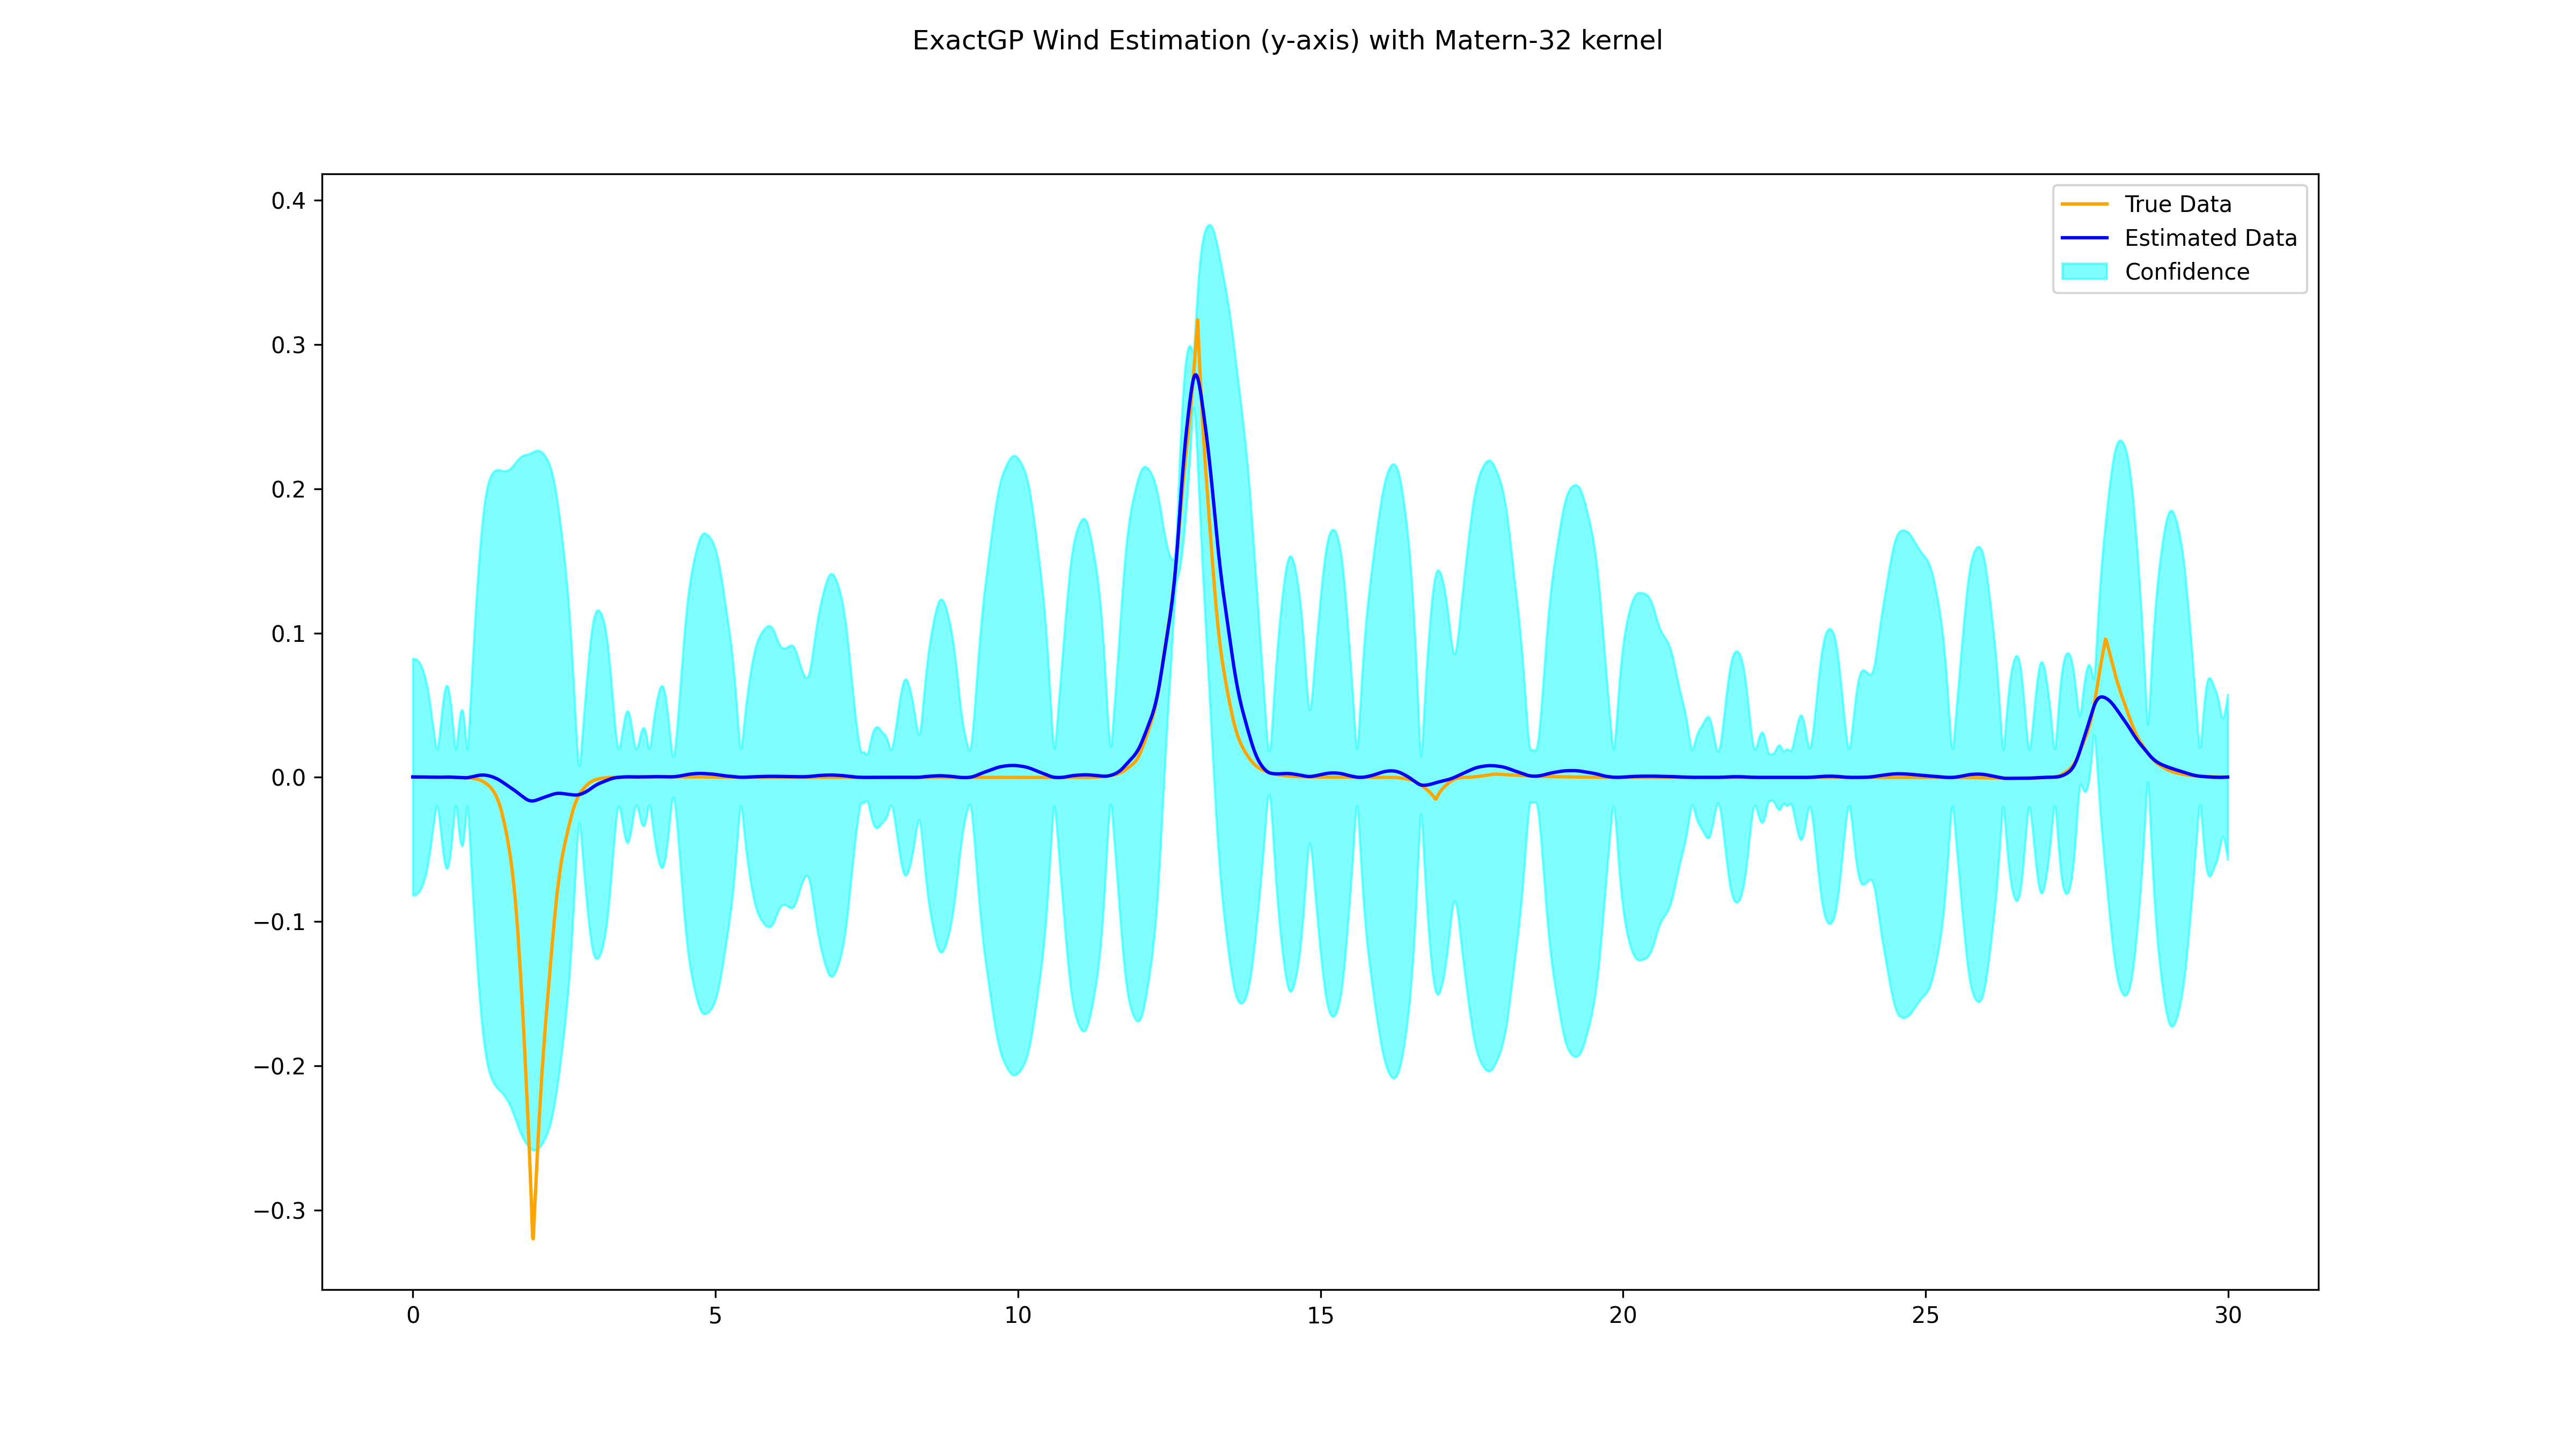 ExactGP Wind Estimation (y-axis) with Matern-32 kernel
True Data
Estimated Data
Confidence
0.4
0.3
0.2
0.1
0.0
−0.1
−0.2
−0.3
0 5 10 15 20 25 30